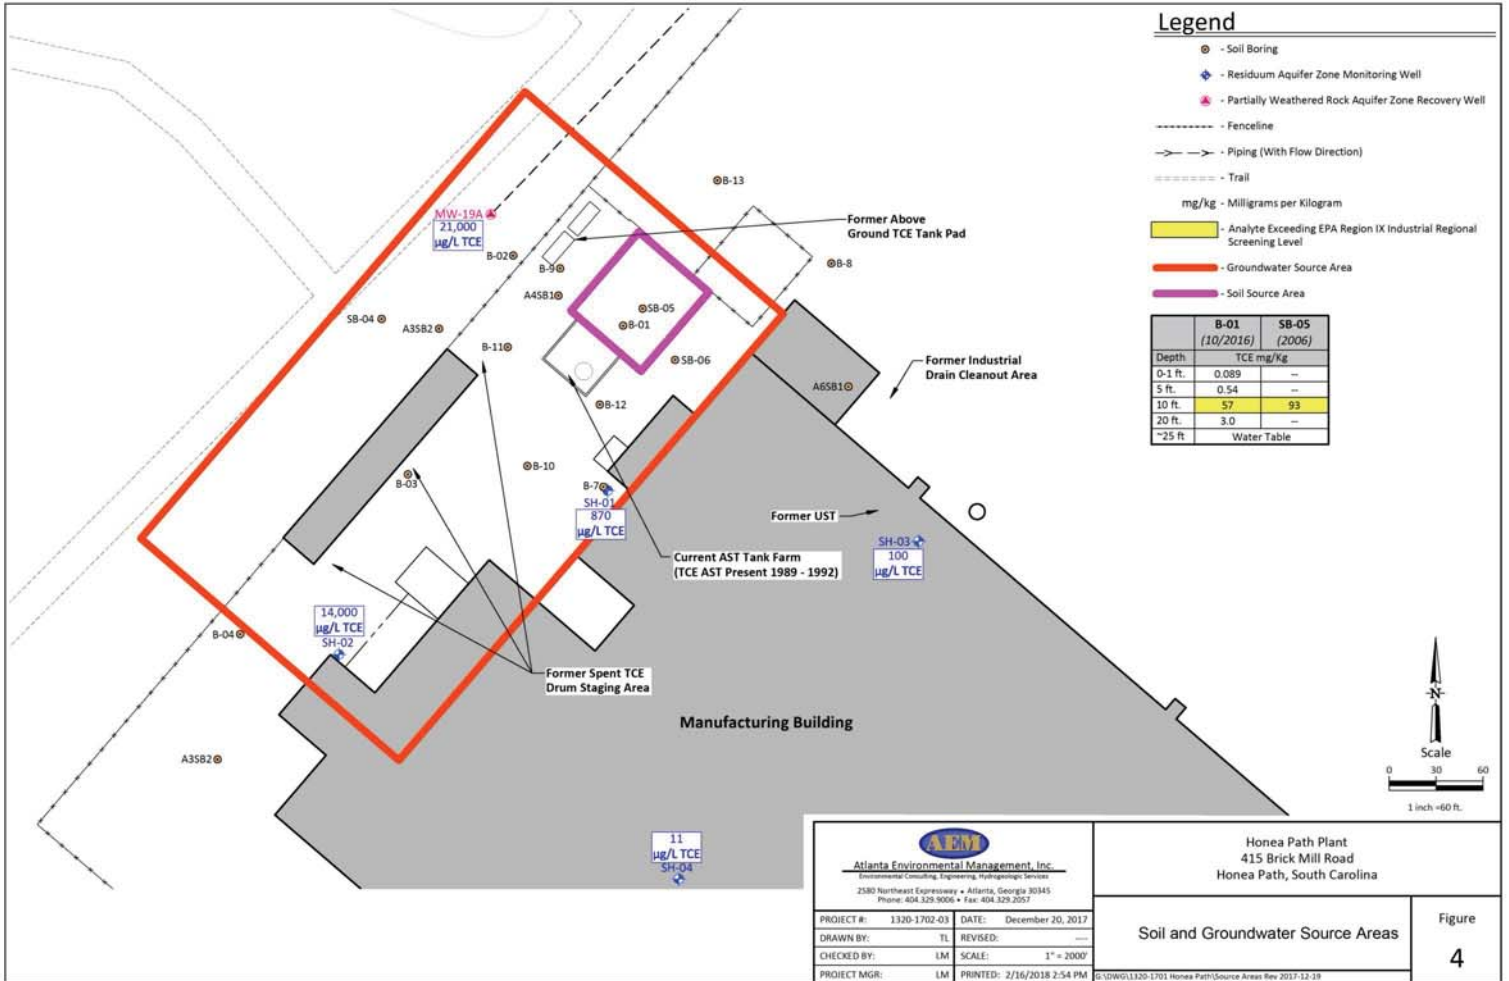 Legend
- Soil Boring
- Residuum Aquifer Zone Monitoring Well
- Partially Weathered Rock Aquifer Zone Recovery Well
- Fenceline
- Piping (With Flow Direction)
- Trail
mg/kg - Milligrams per Kilogram
- Analyte Exceeding EPA Region IX Industrial Regional
Screening Level
- Groundwater Source Area
- Soil Source Area
B-01 SB-05
(10/2016) (2006)
Depth TCE mg/Kg
0-1 ft. 0.089 --
5 ft. 0.54 --
10 ft. 57 93
20 ft. 3.0 --
~25 ft Water Table
B-13
MW-19A
21,000
µg/L TCE
Former Above
Ground TCE Tank Pad
B-02
B-9
B-8
A4SB1
SB-05
SB-04
A3SB2
B-01
B-11
SB-06
Former Industrial
Drain Cleanout Area
A6SB1
B-12
B-10
B-03
B-7
SH-01
870
µg/L TCE
Former UST
SH-03
100
µg/L TCE
Current AST Tank Farm
(TCE AST Present 1989 - 1992)
14,000
µg/L TCE
SH-02
B-04
Former Spent TCE
Drum Staging Area
Manufacturing Building
A3SB2
11
µg/L TCE
SH-04
N
Scale
0 30 60
1 inch =60 ft.
AEM
Atlanta Environmental Management, Inc.
Environmental Consulting, Engineering, Hydrogeologic Services
2580 Northeast Expressway • Atlanta, Georgia 30345
Phone: 404.329.9006 • Fax: 404.329.2057
PROJECT #: 1320-1702-03 DATE: December 20, 2017
DRAWN BY: TL REVISED: ----
CHECKED BY: LM SCALE: 1" = 2000'
PROJECT MGR: LM PRINTED: 2/16/2018 2:54 PM
Honea Path Plant
415 Brick Mill Road
Honea Path, South Carolina
Soil and Groundwater Source Areas
Figure
4
G:\DWG\1320-1701 Honea Path\Source Areas Rev 2017-12-19